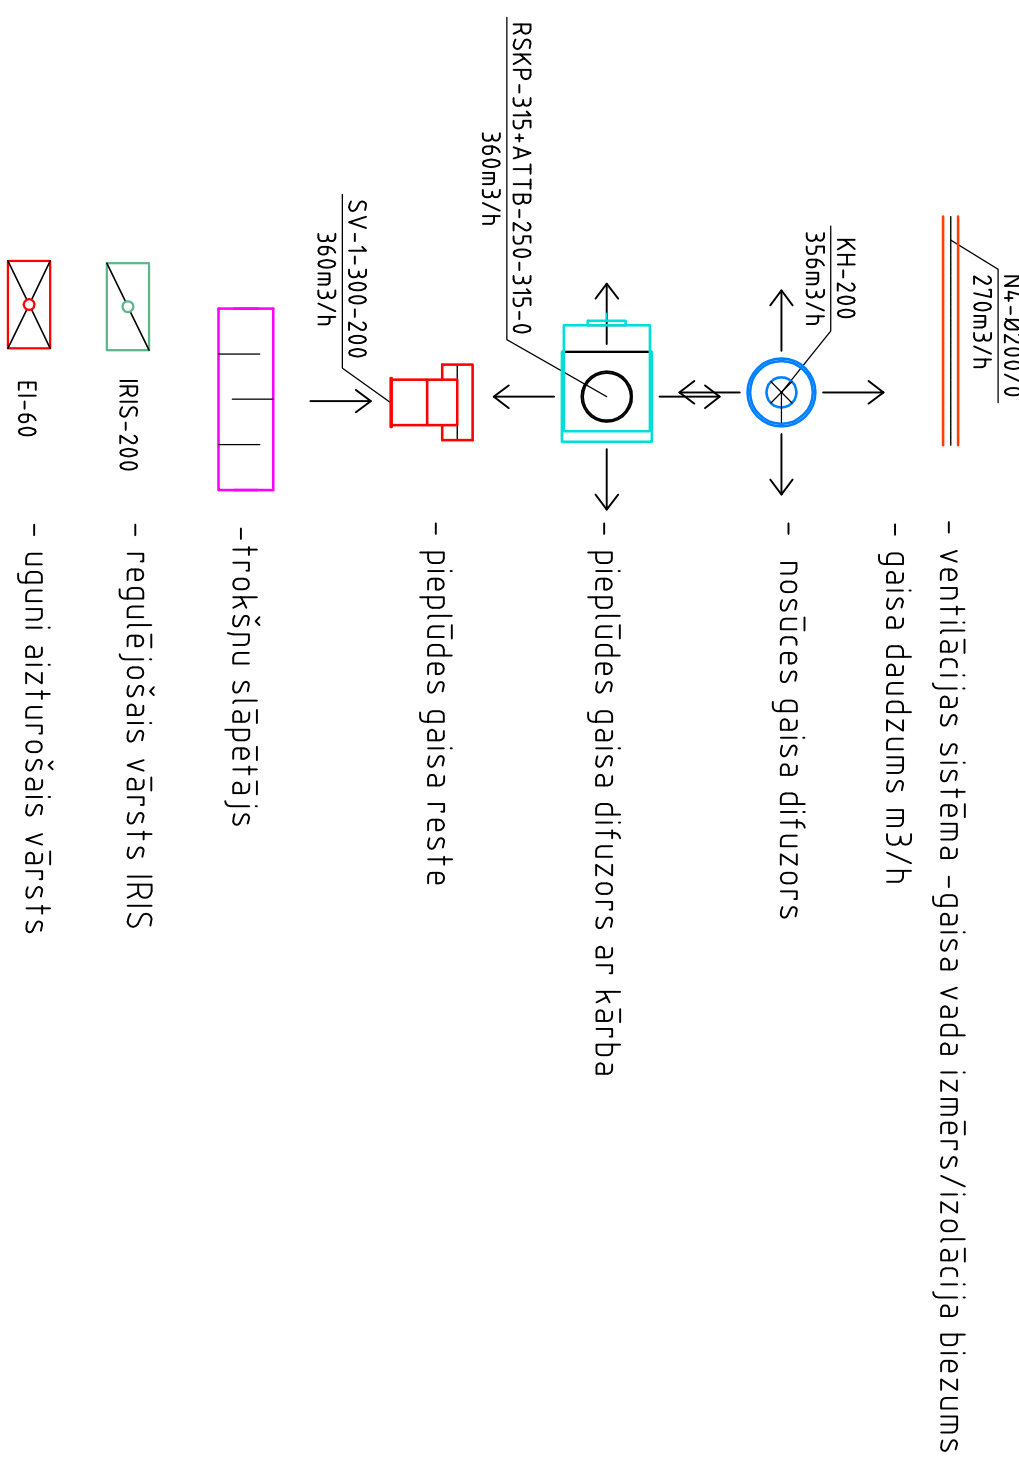 N4-Ø200/0
270m3/h
- ventilācijas sistēma -gaisa vada izmērs/izolācija biezums
- gaisa daudzums m3/h
KH-200
356m3/h
- nosūces gaisa difuzors
RSKP-315+ATTB-250-315-0
360m3/h
- pieplūdes gaisa difuzors ar kārba
SV-1-300-200
360m3/h
- pieplūdes gaisa reste
-trokšņu slāpētājs
IRIS-200
- regulējošais vārsts IRIS
EI-60
- uguni aizturošais vārsts